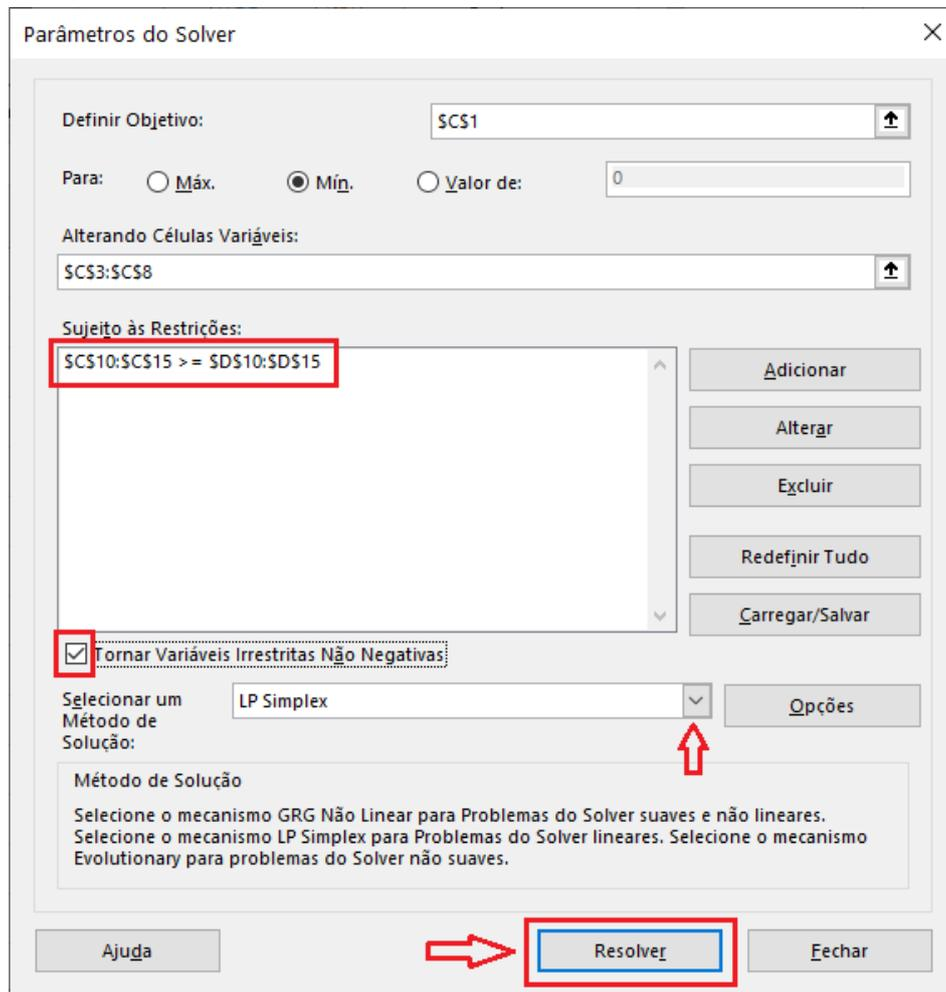 Parâmetros do Solver
Definir Objetivo:
$C$1
Para:
Máx.
Mín.
Valor de:
0
Alterando Células Variáveis:
$C$3:$C$8
Sujeito às Restrições:
$C$10:$C$15 >= $D$10:$D$15
Adicionar
Alterar
Excluir
Redefinir Tudo
Carregar/Salvar
Tornar Variáveis Irrestritas Não Negativas
Selecionar um
Método de
Solução:
LP Simplex
Opções
Método de Solução
Selecione o mecanismo GRG Não Linear para Problemas do Solver suaves e não lineares.
Selecione o mecanismo LP Simplex para Problemas do Solver lineares. Selecione o mecanismo
Evolutionary para problemas do Solver não suaves.
Ajuda
Resolver
Fechar